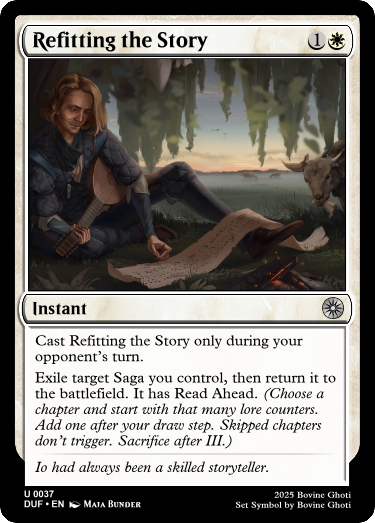 Refitting the Story 1
Instant
Cast Refitting the Story only during your
opponent's turn.
Exile target Saga you control, then return it to
the battlefield. It has Read Ahead. (Choose a
chapter and start with that many lore counters.
Add one after your draw step. Skipped chapters
don't trigger. Sacrifice after III.)
Io had always been a skilled storyteller.
U 0037
DUF • EN Maja Bunder
2025 Bovine Ghoti
Set Symbol by Bovine Ghoti